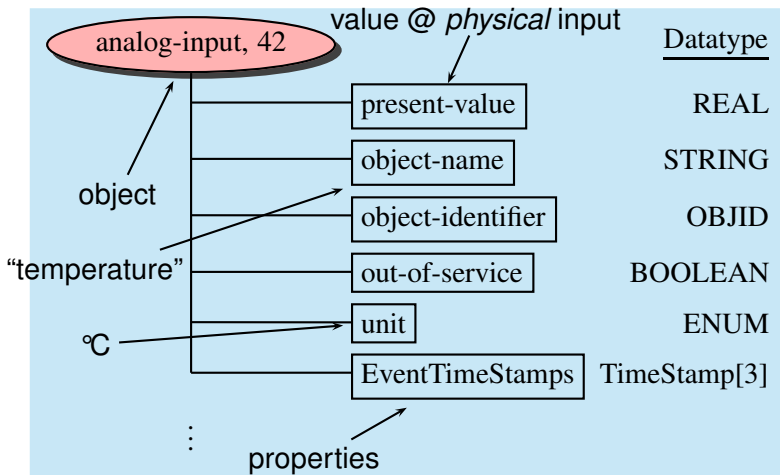 value @ physical input
analog-input, 42
Datatype
present-value REAL
object-name STRING
object
object-identifier OBJID
“temperature”
out-of-service BOOLEAN
unit ENUM
°C
EventTimeStamps TimeStamp[3]
⋮
properties